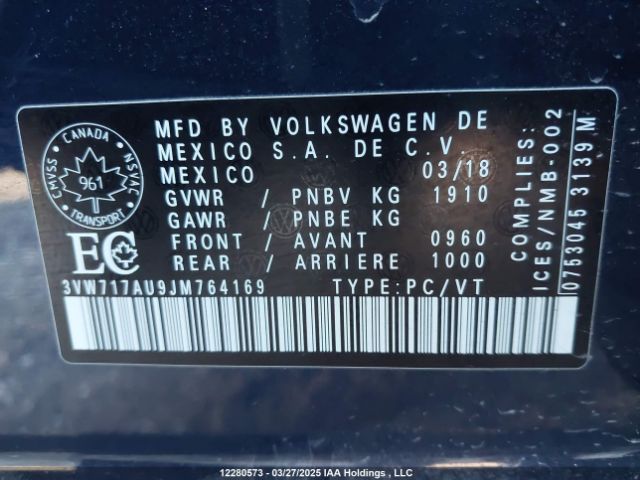 CANADA
CMVSS NSVAC
961
TRANSPORT
EC
MFD BY VOLKSWAGEN DE
MEXICO S.A. DE C.V
MEXICO 03/18
GVWR / PNBV KG 1910
GAWR / PNBE KG
FRONT / AVANT 0960
REAR / ARRIERE 1000
3VW717AU9JM764169 TYPE:PC/VT
COMPLIES:
ICES/NMB-002
0753045 3139 M
12280573 - 03/27/2025 IAA Holdings , LLC